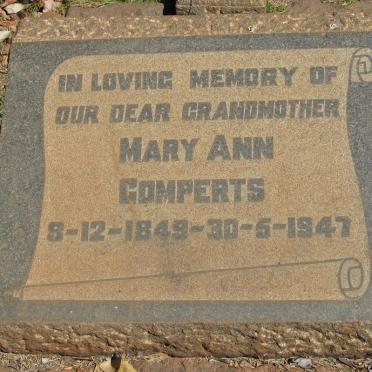 IN LOVING MEMORY OF
OUR DEAR GRANDMOTHER
MARY ANN
GOMPERTS
8-12-1849-30-5-1947